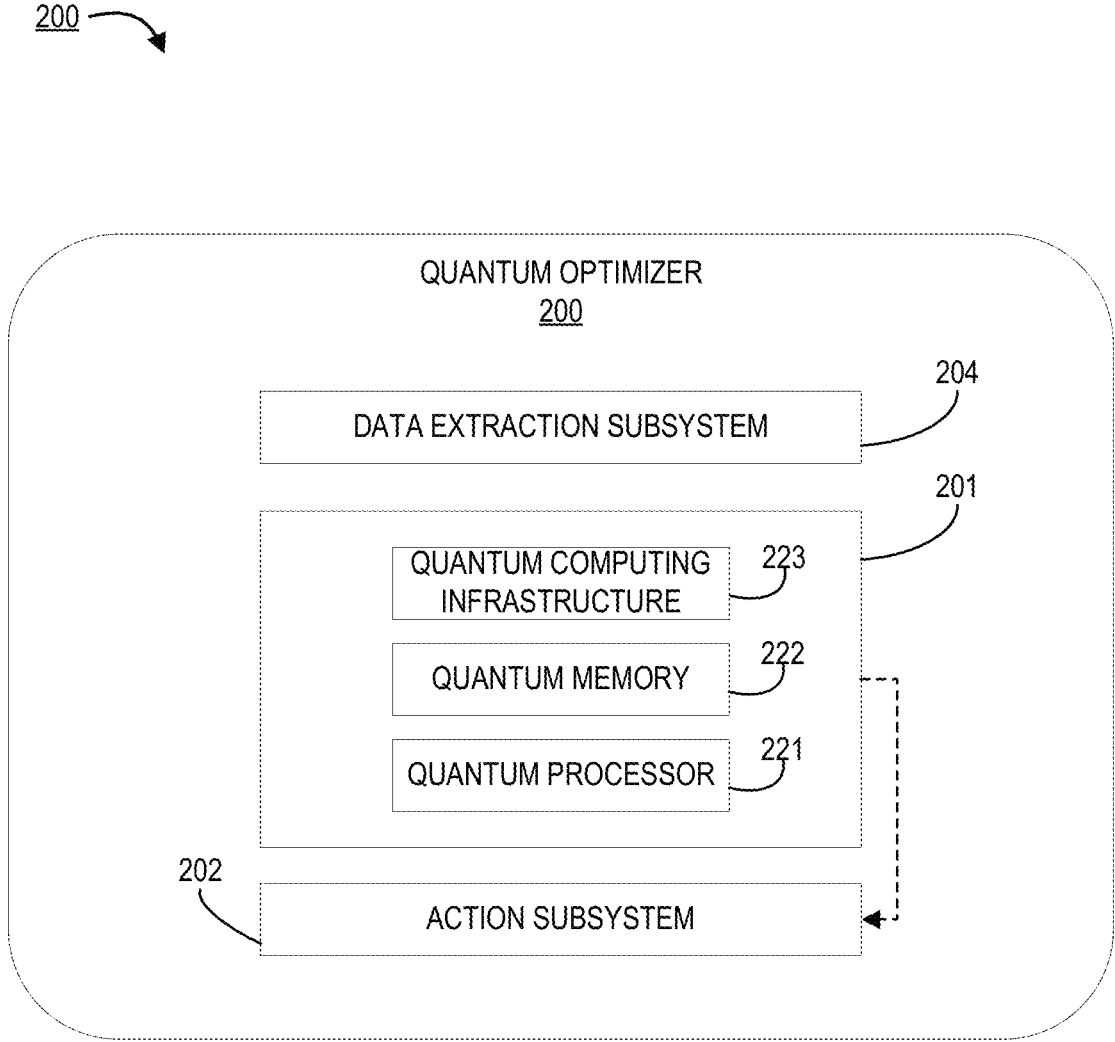 200
QUANTUM OPTIMIZER
200
204
DATA EXTRACTION SUBSYSTEM
201
QUANTUM COMPUTING
INFRASTRUCTURE
223
QUANTUM MEMORY
222
QUANTUM PROCESSOR
221
202
ACTION SUBSYSTEM